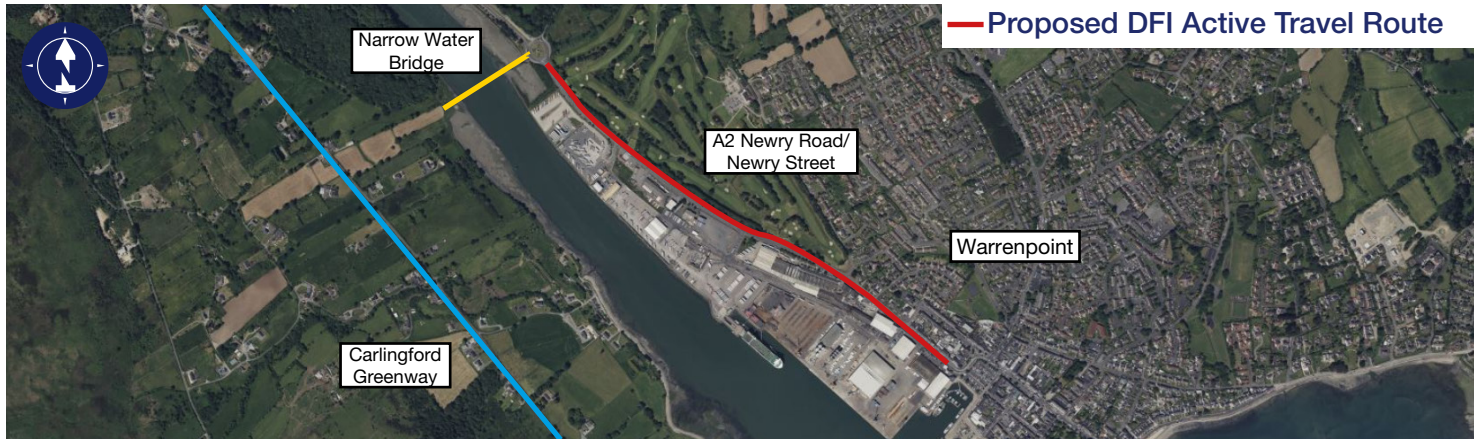 Proposed DFI Active Travel Route
Narrow Water
Bridge
N
A2 Newry Road/
Newry Street
Warrenpoint
Carlingford
Greenway